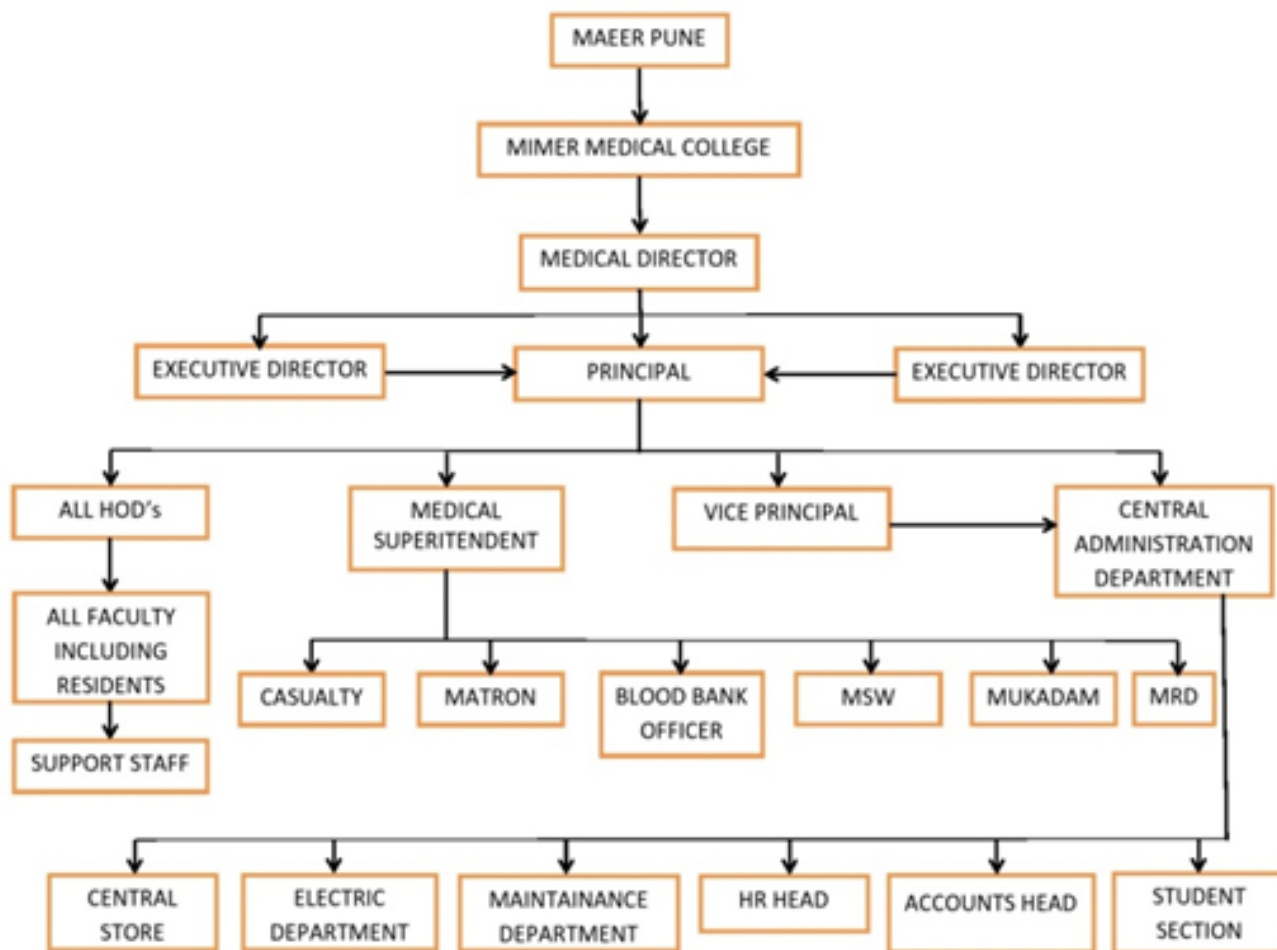 MAEER PUNE
MIMER MEDICAL COLLEGE
MEDICAL DIRECTOR
EXECUTIVE DIRECTOR
PRINCIPAL
EXECUTIVE DIRECTOR
ALL HOD's
MEDICAL
SUPERITENDENT
VICE PRINCIPAL
CENTRAL
ADMINISTRATION
DEPARTMENT
ALL FACULTY
INCLUDING
RESIDENTS
CASUALTY
MATRON
BLOOD BANK
OFFICER
MSW
MUKADAM
MRD
SUPPORT STAFF
CENTRAL
STORE
ELECTRIC
DEPARTMENT
MAINTAINANCE
DEPARTMENT
HR HEAD
ACCOUNTS HEAD
STUDENT
SECTION